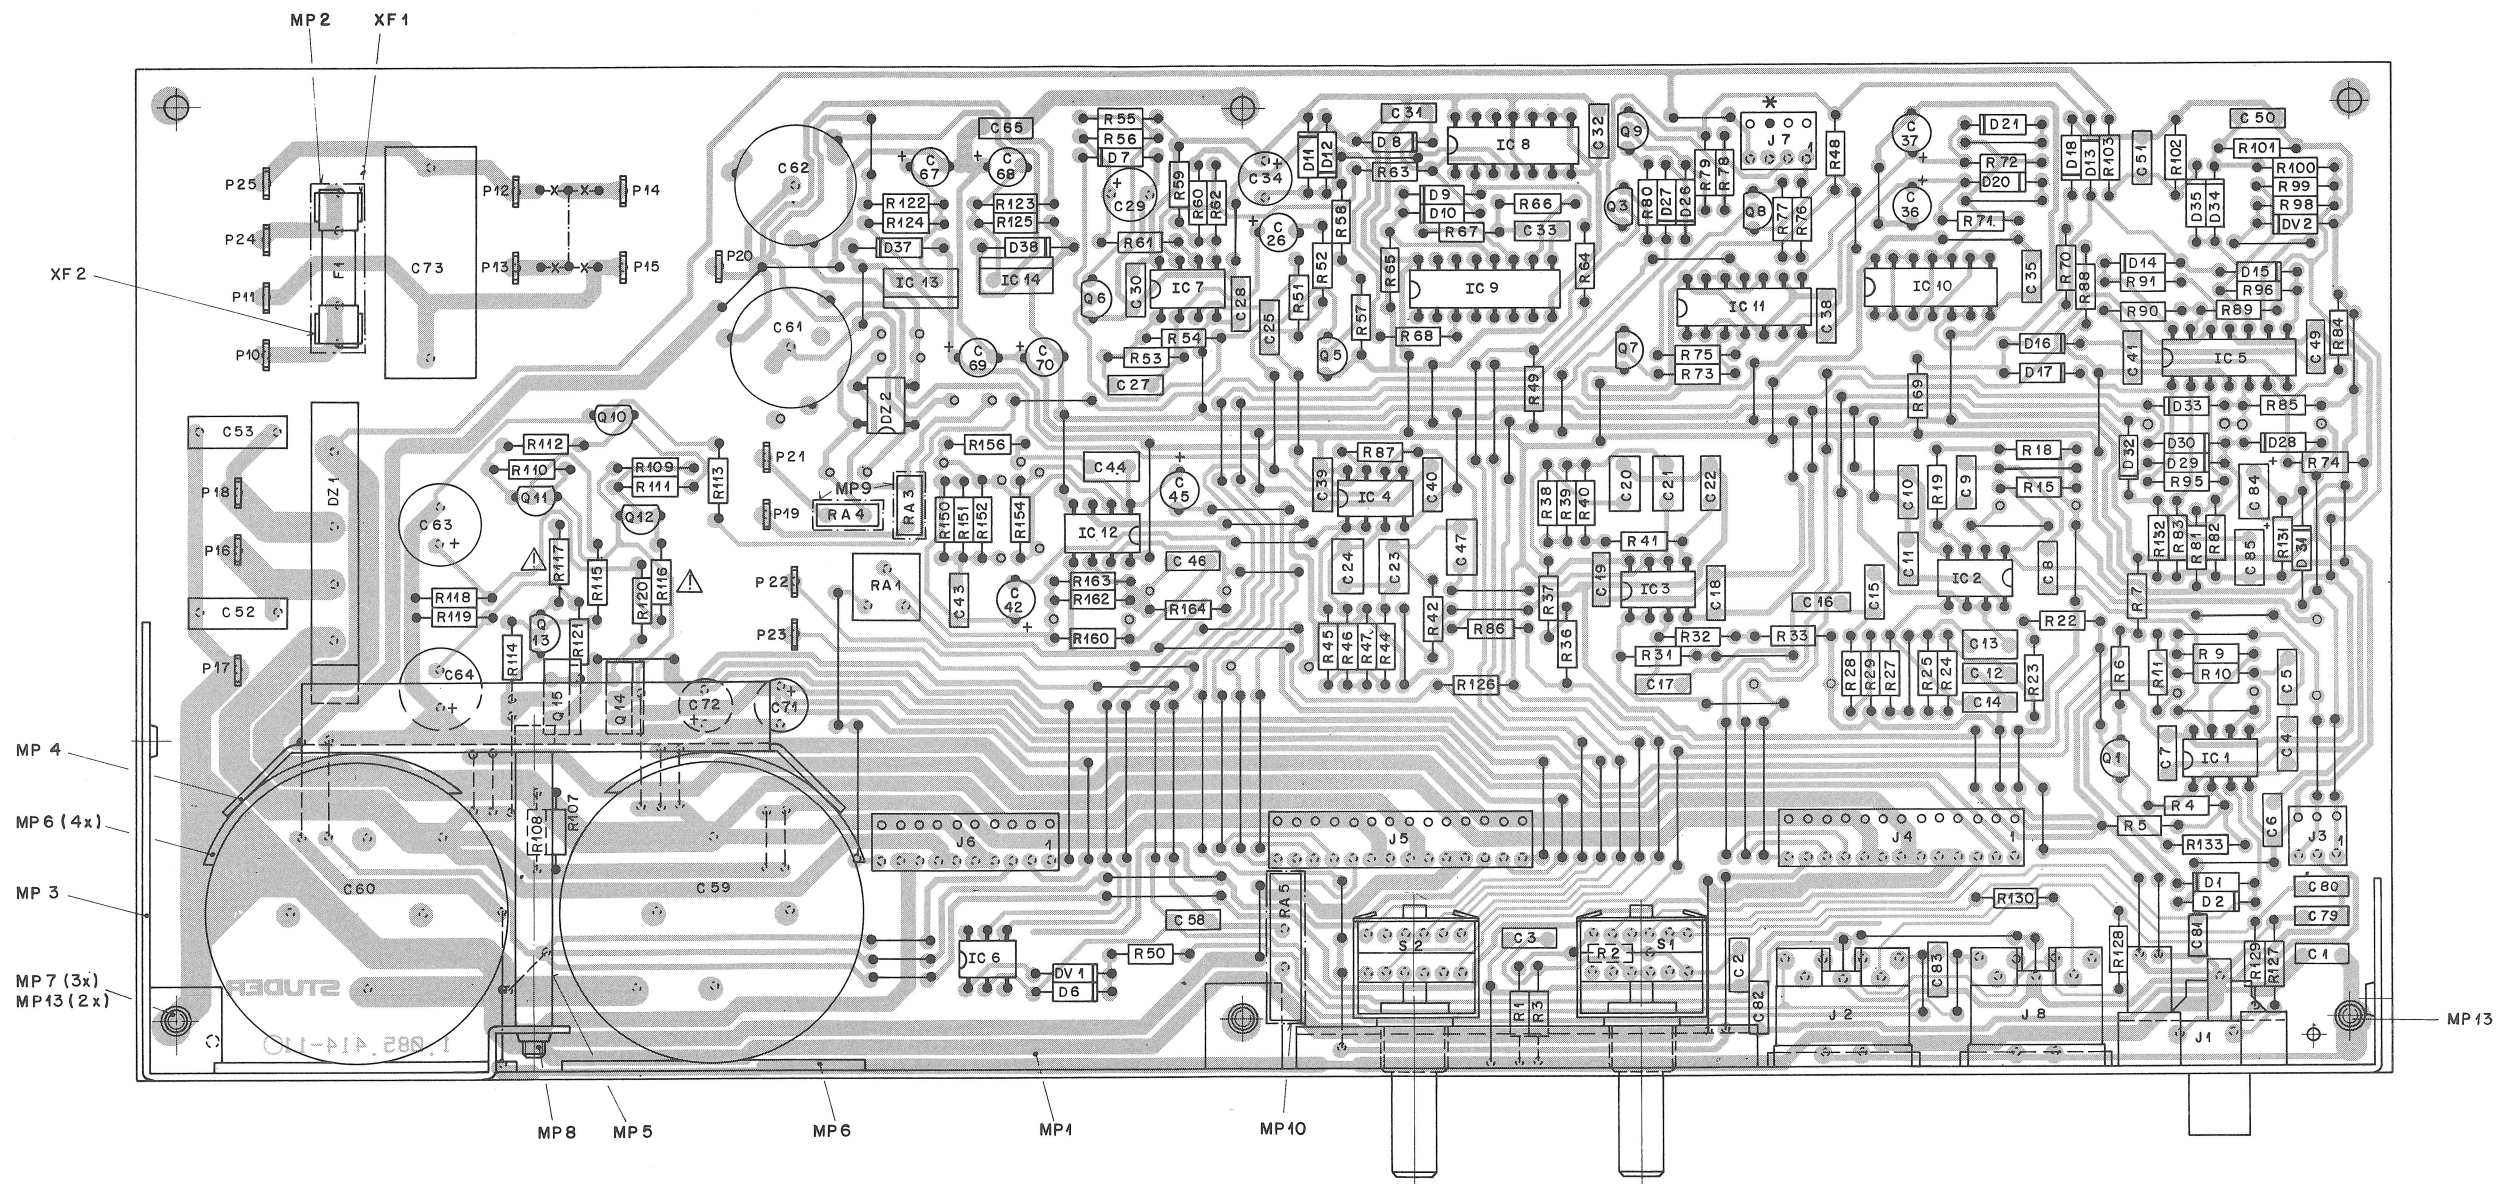 MP2 XF1
C31
*
C65 R55 C32 Q9 C37 D21 C50
R56 D11 D12 D8 IC8 J7 R48 D18 D13 R103 C51 R102 R101
D7
C62 C67 C68 R63 1 R72 R100
P25 P12 X X P14 R59 C34 R79 R78 D20 R99
R122 R123 C29 R60 R62 D9 R66 Q3 R80 D27 D26 Q8 R77 R76 C36 D35 D34 R98
R124 R125 D10 R71 DV2
P24 C26 R58 R67 C33
D37 D38 R61
XF2 F1 C73 P13 X X P15 P20 R52 R65 R64 R70 R88 D14 D15
IC13 IC14 C30 IC7 C28 R51 IC9 IC10 C35 R91 R96
P11 Q6 C25 R57 IC11 C38 R90 R89
C61 R54 R68 R84
P10 C69 C70 R53 Q5 Q7 R75 D16 C41 IC5 C49
C27 R73 D17
DZ2 R49 R69
Q10 D33 R85
C53 R112 R156 R87 R18 D32 D30 D28
R110 R109 R113 P21 C44 D29 R74
R111 C39 IC4 C40 C20 C21 C22 C10 R19 C9 R15 R95
P18 DZ1 Q11 MP9 RA3 C45 R38 R39 R40 C84
C63 Q12 P19 RA4 R150 R151 R152 R154 IC12 R132 R83 R81 R82 R131 D31
P16 R117 R115 C24 C23 C47 R41 C11 C85
C46
R120 R116 P22 RA1 C43 R163 C19 IC3 C18 C15 IC2 C8
R118 C42 R162 R164 R37 C16 R7
C52 R119 R42
Q13 R121 P23 R160 R86 R32 R33 R22
P17 R114 R45 R46 R47 R44 R36 R31 R28 R29 R27 R25 R24 C13 R23 R6 R11 R9
C64 R126 C17 C12 R10 C5
Q15 Q14 C72 C71 C14
MP4 Q1 C7 IC1 C4
MP6 (4x) R108 R107 J6 1 J5 J4 1 R4 C6 J3 1
R5
R133
MP3 C60 C59 RA5 R130 D1 C80
C58 D2 C79
IC6 R50 S2 C3 R2 S1 C2 C83 R128 C81 R129 R127 C1
MP7 (3x) STUDER DV1
MP13 (2x) D6 R1 R3 C82 J2 J8 MP13
1.085.414-11 J1
MP8 MP5 MP6 MP1 MP10